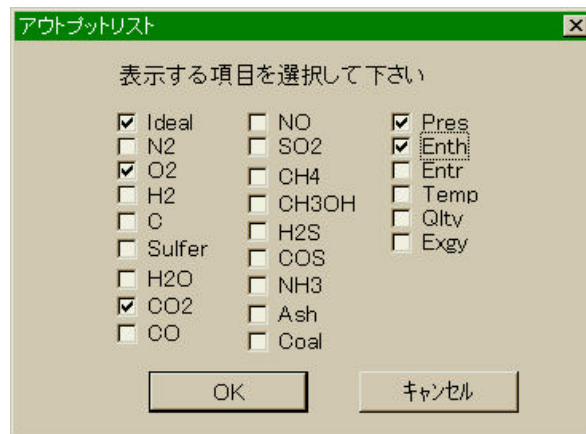 アウトプットリスト
表示する項目を選択して下さい
Ideal
N2
O2
H2
C
Sulfer
H2O
CO2
CO
NO
SO2
CH4
CH3OH
H2S
COS
NH3
Ash
Coal
Pres
Enth
Entr
Temp
Qlty
Exgy
OK
キャンセル